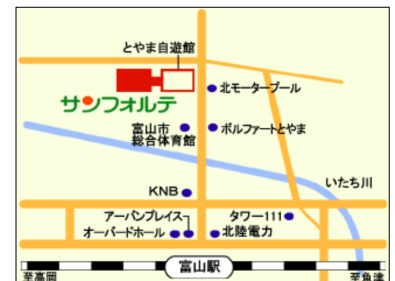 とやま自遊館
サンフォルテ
北モータープール
富山市
総合体育館
ボルファートとやま
いたち川
KNB
アーバンプレイス
タワー111
オーバードホール
北陸電力
富山駅
至高岡
至魚津